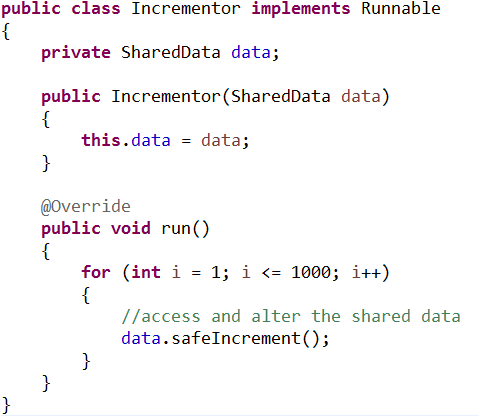 public class Incrementor implements Runnable
{
    private SharedData data;

    public Incrementor(SharedData data)
    {
        this.data = data;
    }

    @Override
    public void run()
    {
        for (int i = 1; i <= 1000; i++)
        {
            //access and alter the shared data
            data.safeIncrement();
        }
    }
}